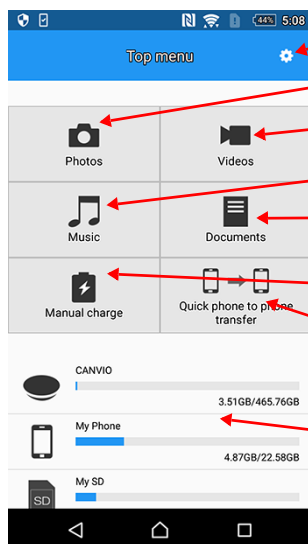 44% 5:08
Top menu
Photos
Videos
Music
Documents
Manual charge
Quick phone to phone
transfer
CANVIO
3.51GB/465.76GB
My Phone
4.87GB/22.58GB
My SD
SD